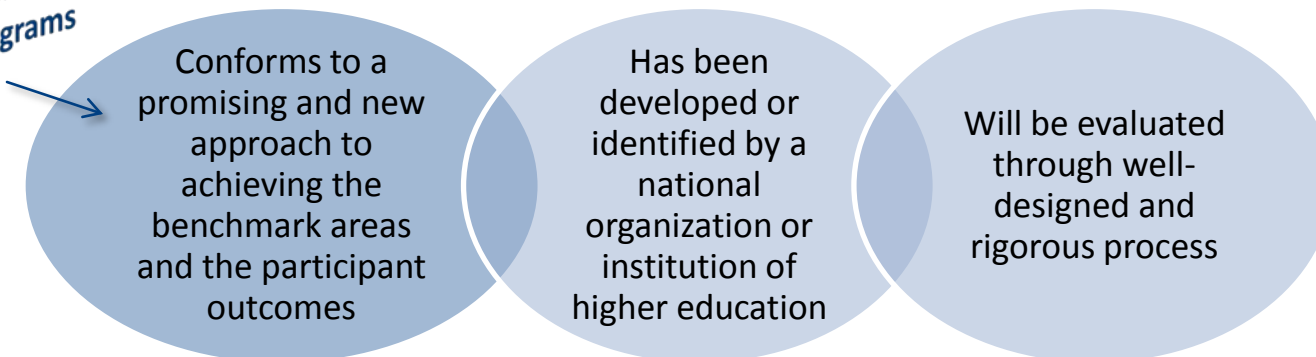 grams
Conforms to a
promising and new
approach to
achieving the
benchmark areas
and the participant
outcomes
Has been
developed or
identified by a
national
organization or
institution of
higher education
Will be evaluated
through well-
designed and
rigorous process